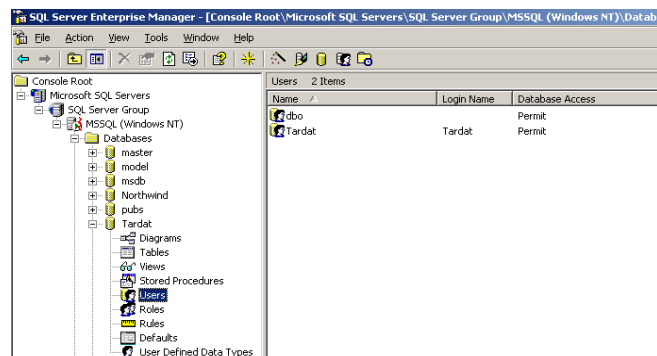 SQL Server Enterprise Manager - [Console Root\Microsoft SQL Servers\SQL Server Group\MSSQL (Windows NT)\Datab
File Action View Tools Window Help
Console Root
Microsoft SQL Servers
SQL Server Group
MSSQL (Windows NT)
Databases
master
model
msdb
Northwind
pubs
Tardat
Diagrams
Tables
Views
Stored Procedures
Users
Roles
Rules
Defaults
User Defined Data Types
Users 2 Items
Name Login Name Database Access
dbo Permit
Tardat Tardat Permit